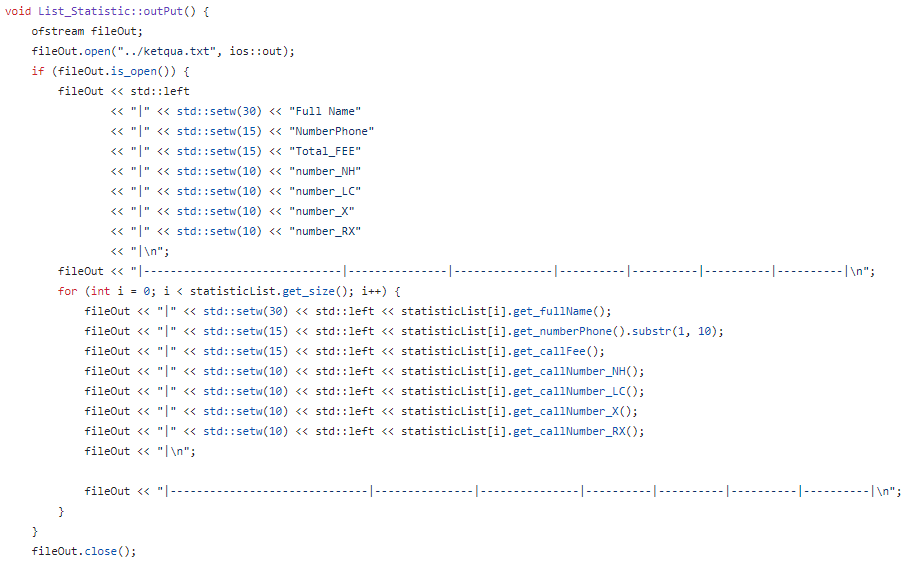 void List_Statistic::outPut() {
    ofstream fileOut;
    fileOut.open("../ketqua.txt", ios::out);
    if (fileOut.is_open()) {
        fileOut << std::left
                << "|" << std::setw(30) << "Full Name"
                << "|" << std::setw(15) << "NumberPhone"
                << "|" << std::setw(15) << "Total_FEE"
                << "|" << std::setw(10) << "number_NH"
                << "|" << std::setw(10) << "number_LC"
                << "|" << std::setw(10) << "number_X"
                << "|" << std::setw(10) << "number_RX"
                << "|\n";
        fileOut << "|------------------------------|---------------|---------------|----------|----------|----------|----------|\n";
        for (int i = 0; i < statisticList.get_size(); i++) {
            fileOut << "|" << std::setw(30) << std::left << statisticList[i].get_fullName();
            fileOut << "|" << std::setw(15) << std::left << statisticList[i].get_numberPhone().substr(1, 10);
            fileOut << "|" << std::setw(15) << std::left << statisticList[i].get_callFee();
            fileOut << "|" << std::setw(10) << std::left << statisticList[i].get_callNumber_NH();
            fileOut << "|" << std::setw(10) << std::left << statisticList[i].get_callNumber_LC();
            fileOut << "|" << std::setw(10) << std::left << statisticList[i].get_callNumber_X();
            fileOut << "|" << std::setw(10) << std::left << statisticList[i].get_callNumber_RX();
            fileOut << "|\n";
            fileOut << "|------------------------------|---------------|---------------|----------|----------|----------|----------|\n";
        }
    }
    fileOut.close();